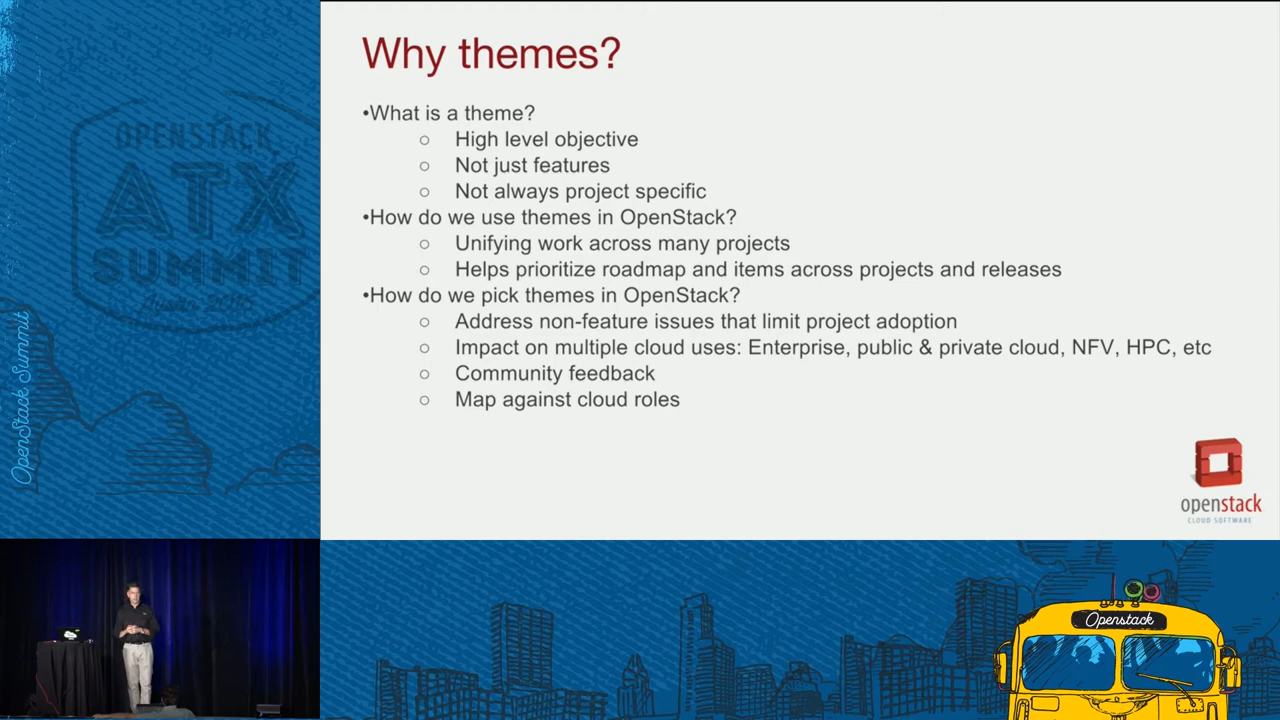 Why themes?
•What is a theme?
○ High level objective
○ Not just features
○ Not always project specific
•How do we use themes in OpenStack?
○ Unifying work across many projects
○ Helps prioritize roadmap and items across projects and releases
•How do we pick themes in OpenStack?
○ Address non-feature issues that limit project adoption
○ Impact on multiple cloud uses: Enterprise, public & private cloud, NFV, HPC, etc
○ Community feedback
○ Map against cloud roles
openstack
CLOUD SOFTWARE
OPENSTACK
ATX
SUMMIT
Austin 2016
OpenStack Summit
Openstack